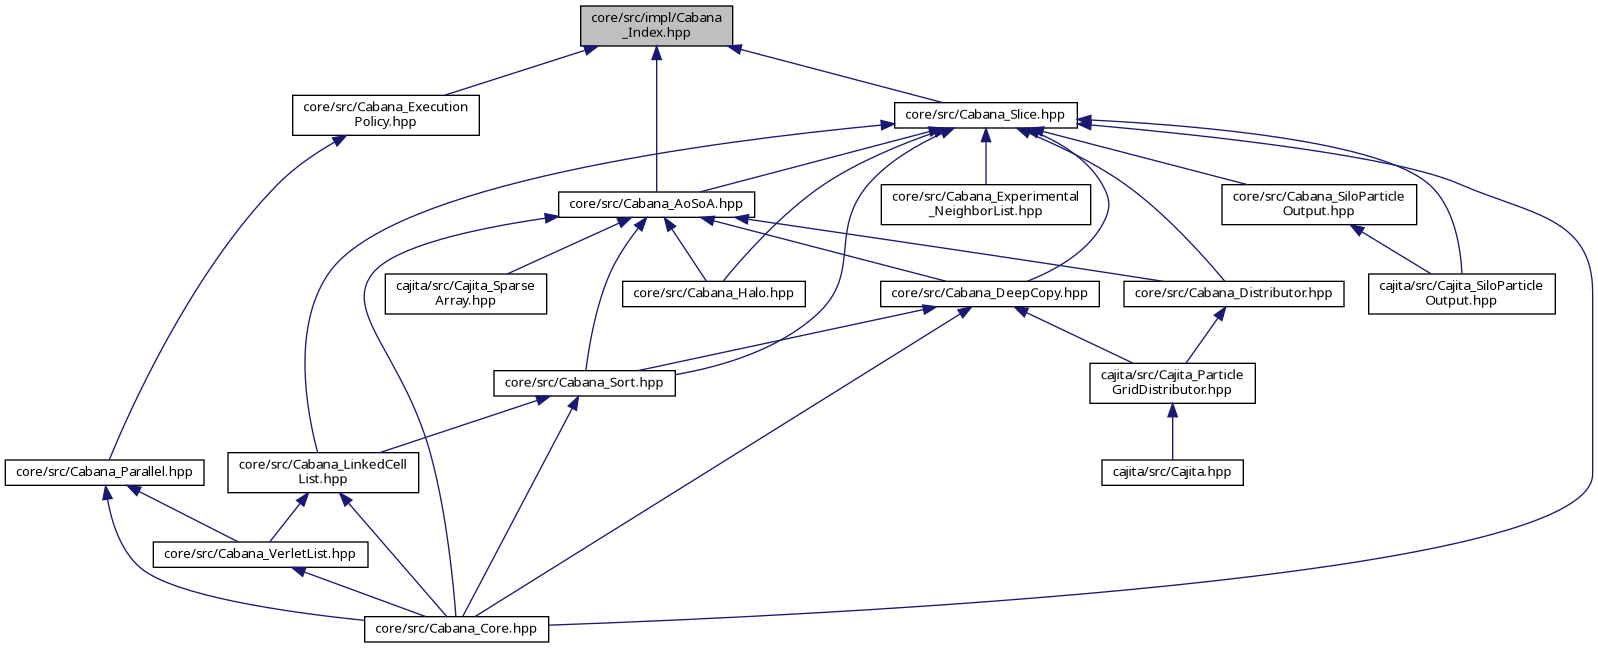 core/src/impl/Cabana
_Index.hpp
core/src/Cabana_Execution
Policy.hpp
core/src/Cabana_Slice.hpp
core/src/Cabana_AoSoA.hpp
core/src/Cabana_Experimental
_NeighborList.hpp
core/src/Cabana_SiloParticle
Output.hpp
cajita/src/Cajita_Sparse
Array.hpp
core/src/Cabana_Halo.hpp
core/src/Cabana_DeepCopy.hpp
core/src/Cabana_Distributor.hpp
cajita/src/Cajita_SiloParticle
Output.hpp
core/src/Cabana_Sort.hpp
cajita/src/Cajita_Particle
GridDistributor.hpp
core/src/Cabana_Parallel.hpp
core/src/Cabana_LinkedCell
List.hpp
cajita/src/Cajita.hpp
core/src/Cabana_VerletList.hpp
core/src/Cabana_Core.hpp